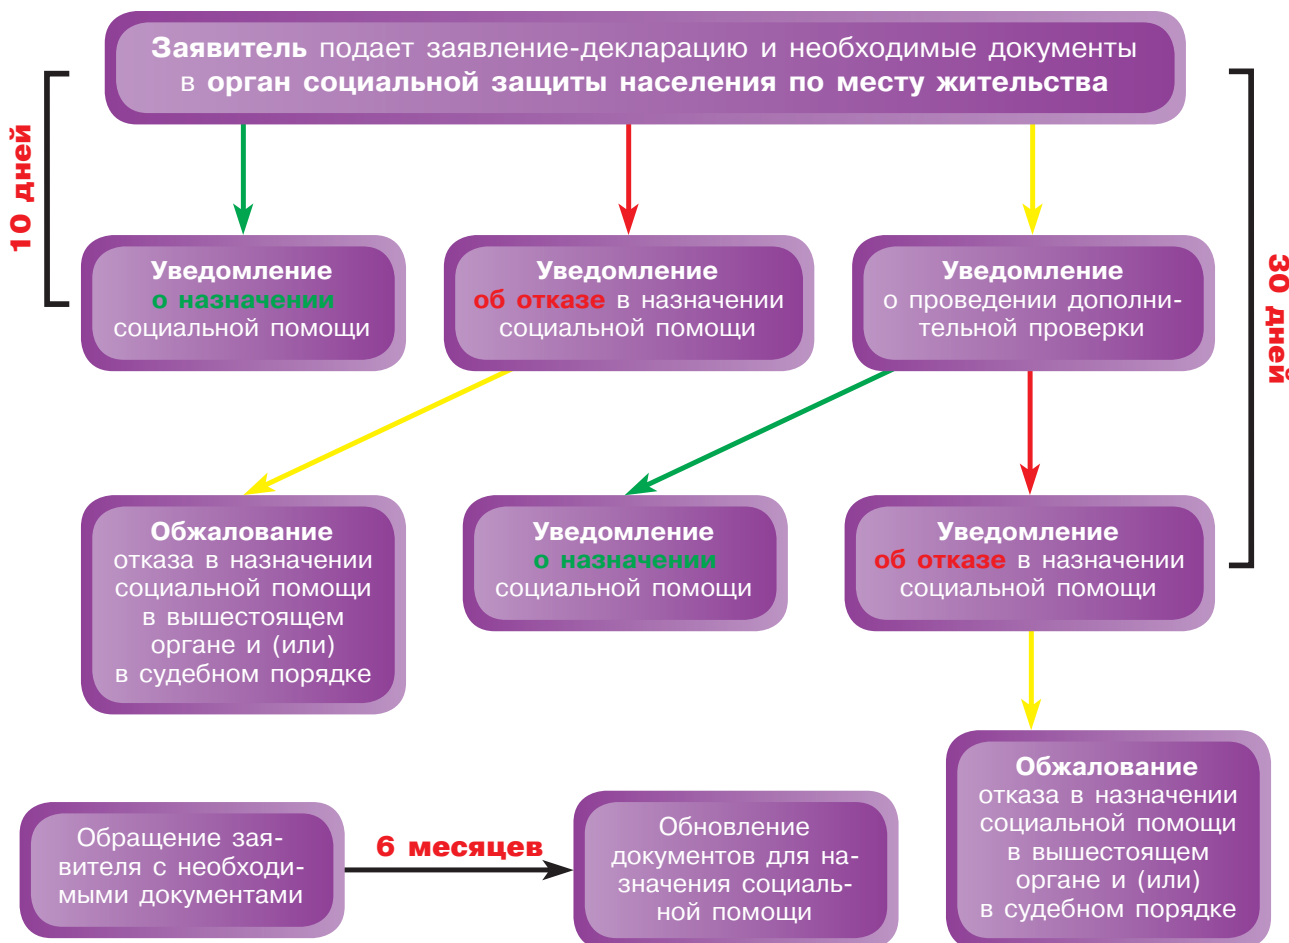 Заявитель подает заявление-декларацию и необходимые документы
в орган социальной защиты населения по месту жительства
10 дней
30 дней
Уведомление
о назначении
социальной помощи
Уведомление
об отказе в назначении
социальной помощи
Уведомление
о проведении дополни-
тельной проверки
Обжалование
отказа в назначении
социальной помощи
в вышестоящем
органе и (или)
в судебном порядке
Уведомление
о назначении
социальной помощи
Уведомление
об отказе в назначении
социальной помощи
Обжалование
отказа в назначении
социальной помощи
в вышестоящем
органе и (или)
в судебном порядке
Обращение зая-
вителя с необходи-
мыми документами
6 месяцев
Обновление
документов для на-
значения социаль-
ной помощи